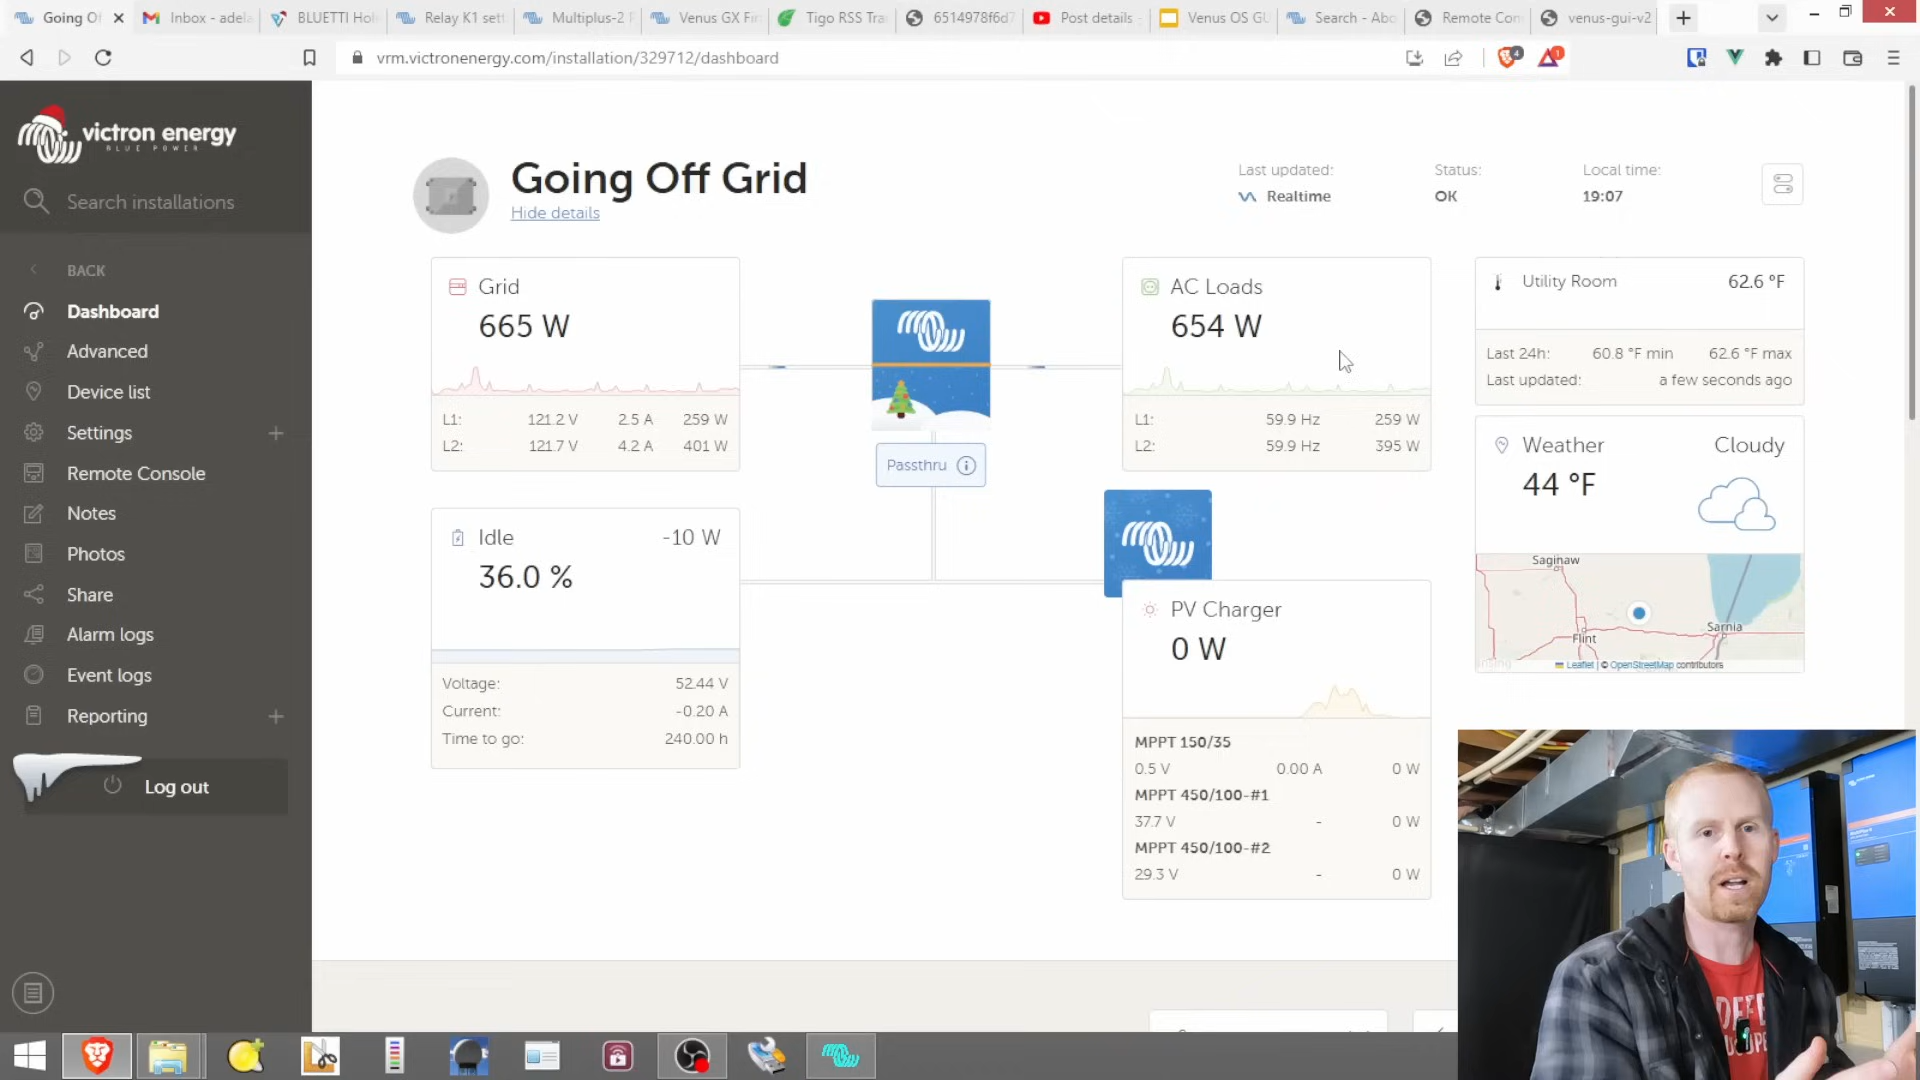 Going Of
Inbox - adela
BLUETTI Hol
Relay K1 sett
Multiplus-2 F
Venus GX Fir
Tigo RSS Tra
6514978f6d7
Post details -
Venus OS GU
Search - Abo
Remote Con
venus-gui-v2
vrm.victronenergy.com/installation/329712/dashboard
4
1
victron energy
BLUE POWER
Search installations
BACK
Dashboard
Advanced
Device list
Settings
Remote Console
Notes
Photos
Share
Alarm logs
Event logs
Reporting
Log out
Going Off Grid
Hide details
Last updated:
Realtime
Status:
OK
Local time:
19:07
Grid
665 W
L1: 121.2 V 2.5 A 259 W
L2: 121.7 V 4.2 A 401 W
Passthru
AC Loads
654 W
L1: 59.9 Hz 259 W
L2: 59.9 Hz 395 W
Utility Room 62.6 °F
Last 24h: 60.8 °F min 62.6 °F max
Last updated: a few seconds ago
Weather Cloudy
44 °F
Saginaw
Flint
Sarnia
Leaflet | © OpenStreetMap contributors
Idle -10 W
36.0 %
Voltage: 52.44 V
Current: -0.20 A
Time to go: 240.00 h
PV Charger
0 W
MPPT 150/35
0.5 V 0.00 A 0 W
MPPT 450/100-#1
37.7 V - 0 W
MPPT 450/100-#2
29.3 V - 0 W